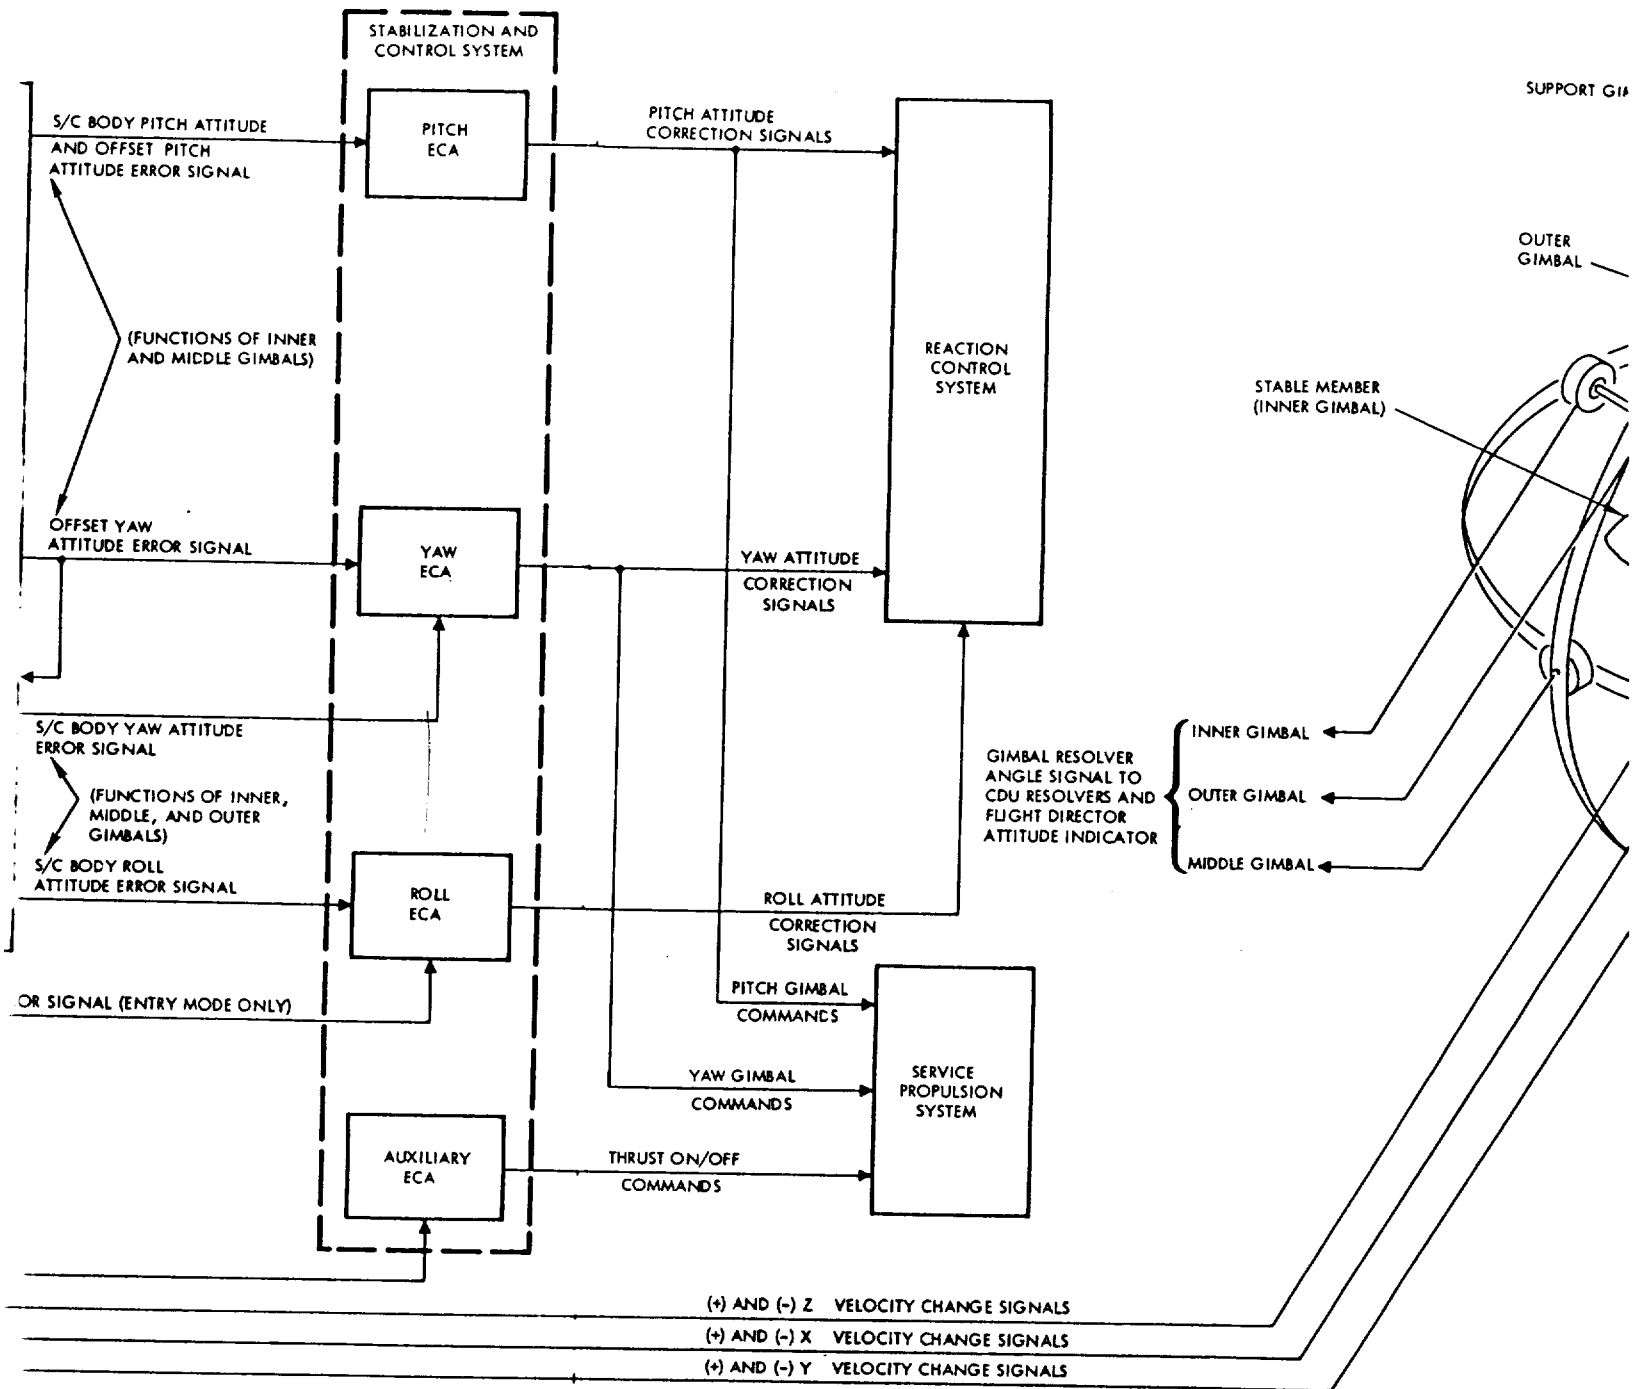 STABILIZATION AND
CONTROL SYSTEM
SUPPORT
S/C BODY PITCH ATTITUDE
AND OFFSET PITCH
ATTITUDE ERROR SIGNAL
PITCH
ECA
PITCH ATTITUDE
CORRECTION SIGNALS
OUTER
GIMBAL
(FUNCTIONS OF INNER
AND MIDDLE GIMBALS)
REACTION
CONTROL
SYSTEM
STABLE MEMBER
(INNER GIMBAL)
OFFSET YAW
ATTITUDE ERROR SIGNAL
YAW
ECA
YAW ATTITUDE
CORRECTION
SIGNALS
S/C BODY YAW ATTITUDE
ERROR SIGNAL
(FUNCTIONS OF INNER,
MIDDLE, AND OUTER
GIMBALS)
S/C BODY ROLL
ATTITUDE ERROR SIGNAL
GIMBAL RESOLVER
ANGLE SIGNAL TO
CDU RESOLVERS AND
FLIGHT DIRECTOR
ATTITUDE INDICATOR
INNER GIMBAL
OUTER GIMBAL
MIDDLE GIMBAL
ROLL
ECA
ROLL ATTITUDE
CORRECTION
SIGNALS
OR SIGNAL (ENTRY MODE ONLY)
PITCH GIMBAL
COMMANDS
YAW GIMBAL
COMMANDS
SERVICE
PROPULSION
SYSTEM
AUXILIARY
ECA
THRUST ON/OFF
COMMANDS
(+) AND (-) Z VELOCITY CHANGE SIGNALS
(+) AND (-) X VELOCITY CHANGE SIGNALS
(+) AND (-) Y VELOCITY CHANGE SIGNALS